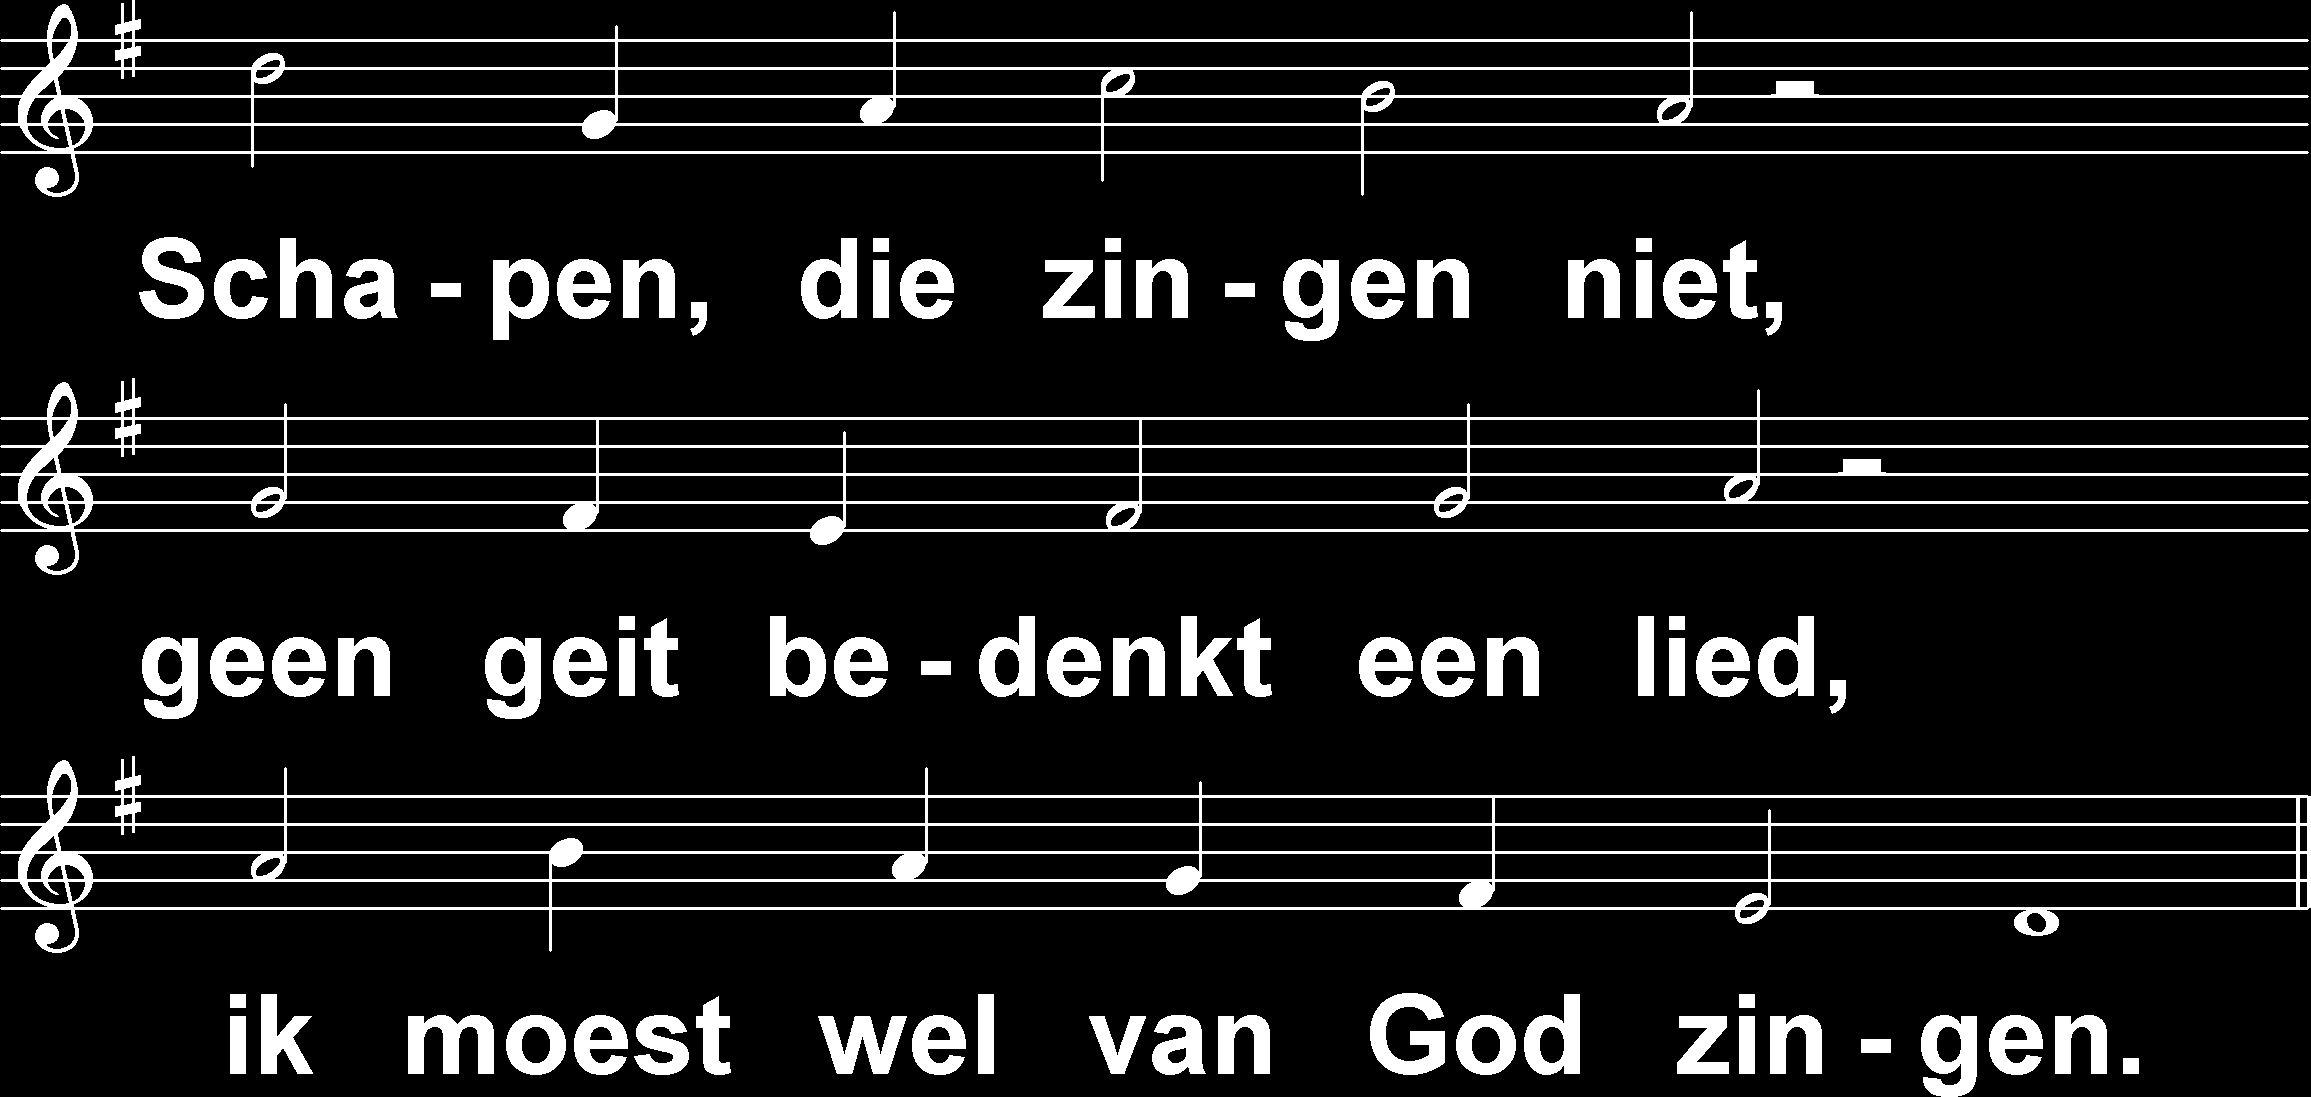 Scha - pen, die zin - gen niet,
geen geit be - denkt een lied,
ik moest wel van God zin - gen.